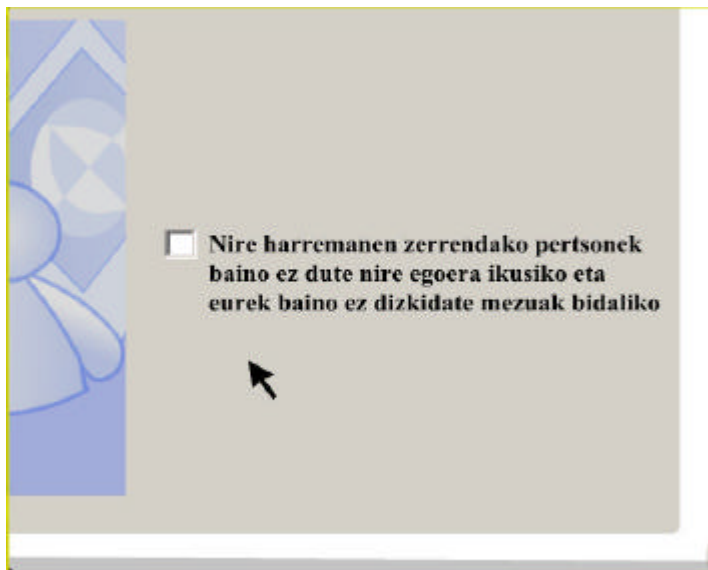 Nire harremanen zerrendako pertsonek
baino ez dute nire egoera ikusiko eta
eurek baino ez dizkidate mezuak bidaliko